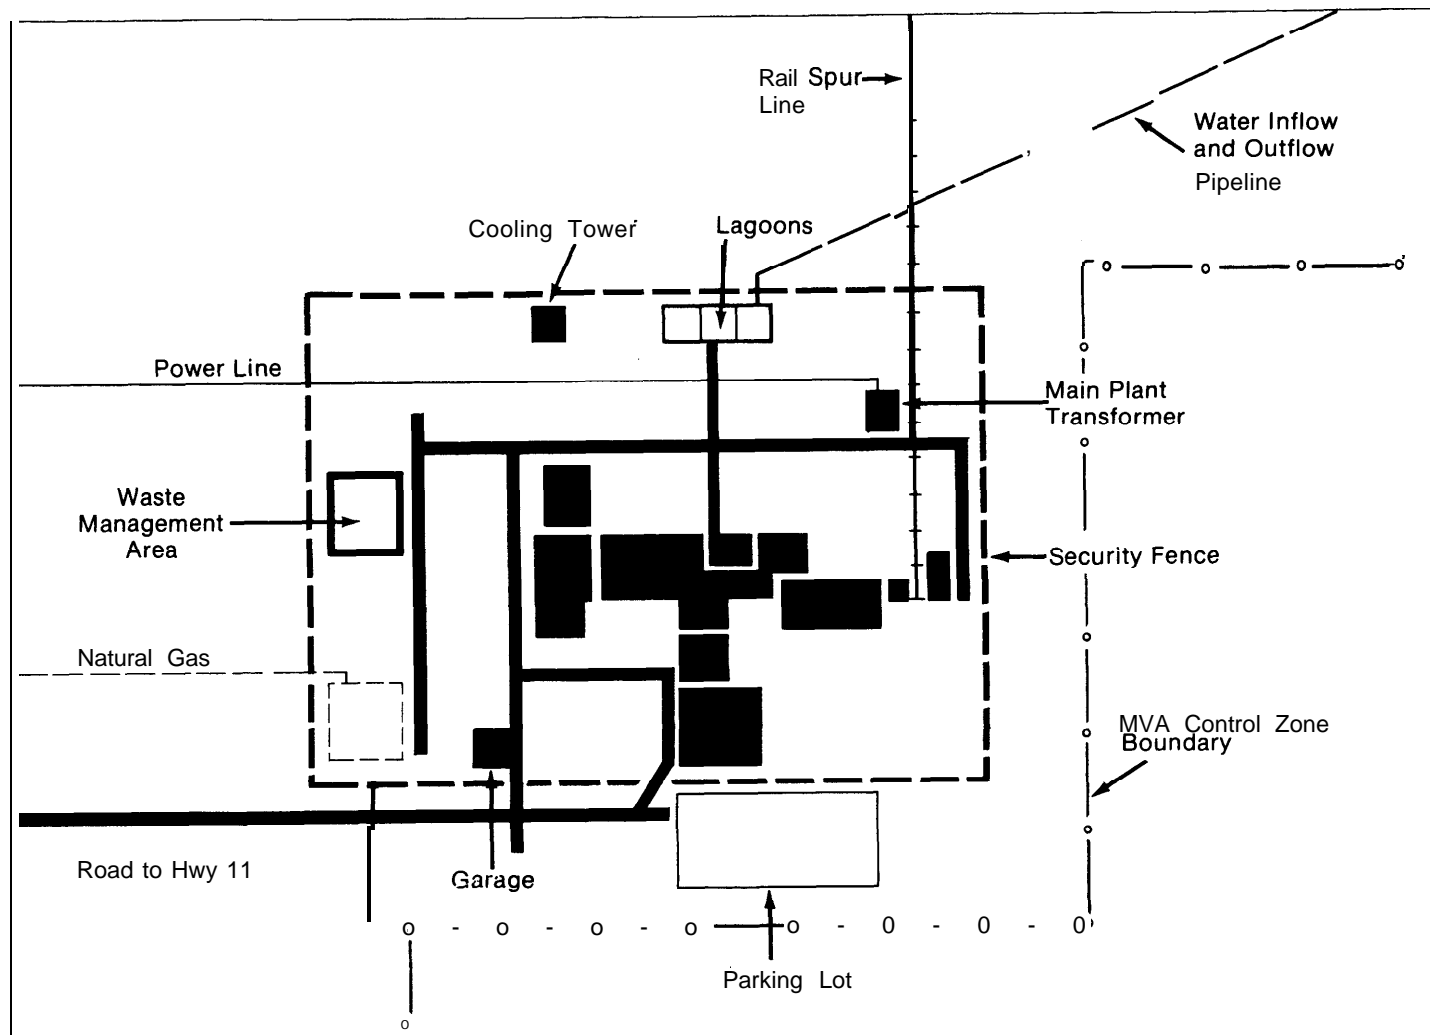 Rail Spur
Line
Water Inflow
and Outflow
Pipeline
Cooling Tower
Lagoons
Power Line
Main Plant
Transformer
Waste
Management
Area
Security Fence
Natural Gas
MVA Control Zone
Boundary
Road to Hwy 11
Garage
Parking Lot